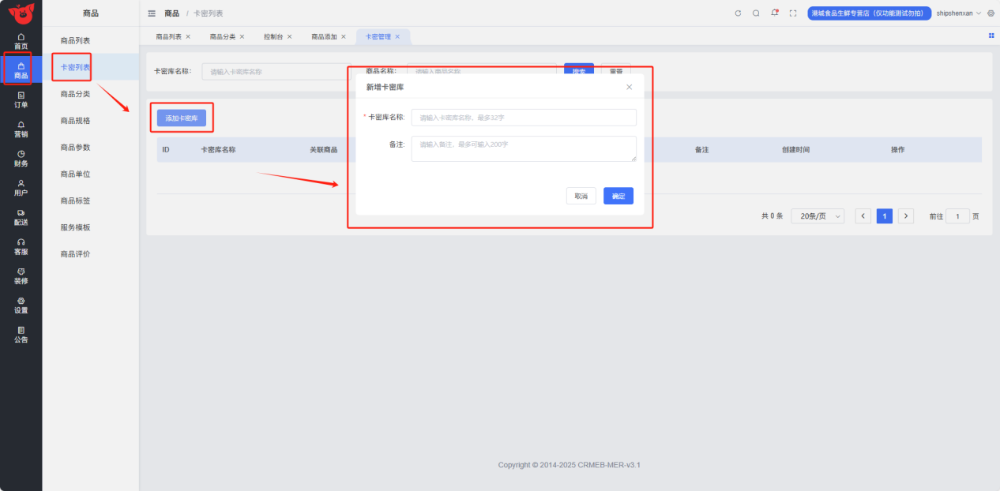 商品
商品 / 卡密列表
港城食品生鲜专营店（仅功能测试勿拍）
shipshenxan
首页
商品
订单
营销
财务
用户
配送
客服
装修
设置
公告
商品列表
卡密列表
商品分类
商品规格
商品参数
商品单位
商品标签
服务模板
商品评价
商品列表 × 商品分类 × 控制台 × 商品添加 × 卡密管理 ×
卡密库名称： 请输入卡密库名称 商品名称： 请输入商品名称 搜索 重置
添加卡密库
ID 卡密库名称 关联商品 备注 创建时间 操作
新增卡密库
* 卡密库名称: 请输入卡密库名称，最多32字
备注: 请输入备注，最多可输入200字
取消 确定
共 0 条 20条/页 1 前往 1 页
Copyright © 2014-2025 CRMEB-MER-v3.1